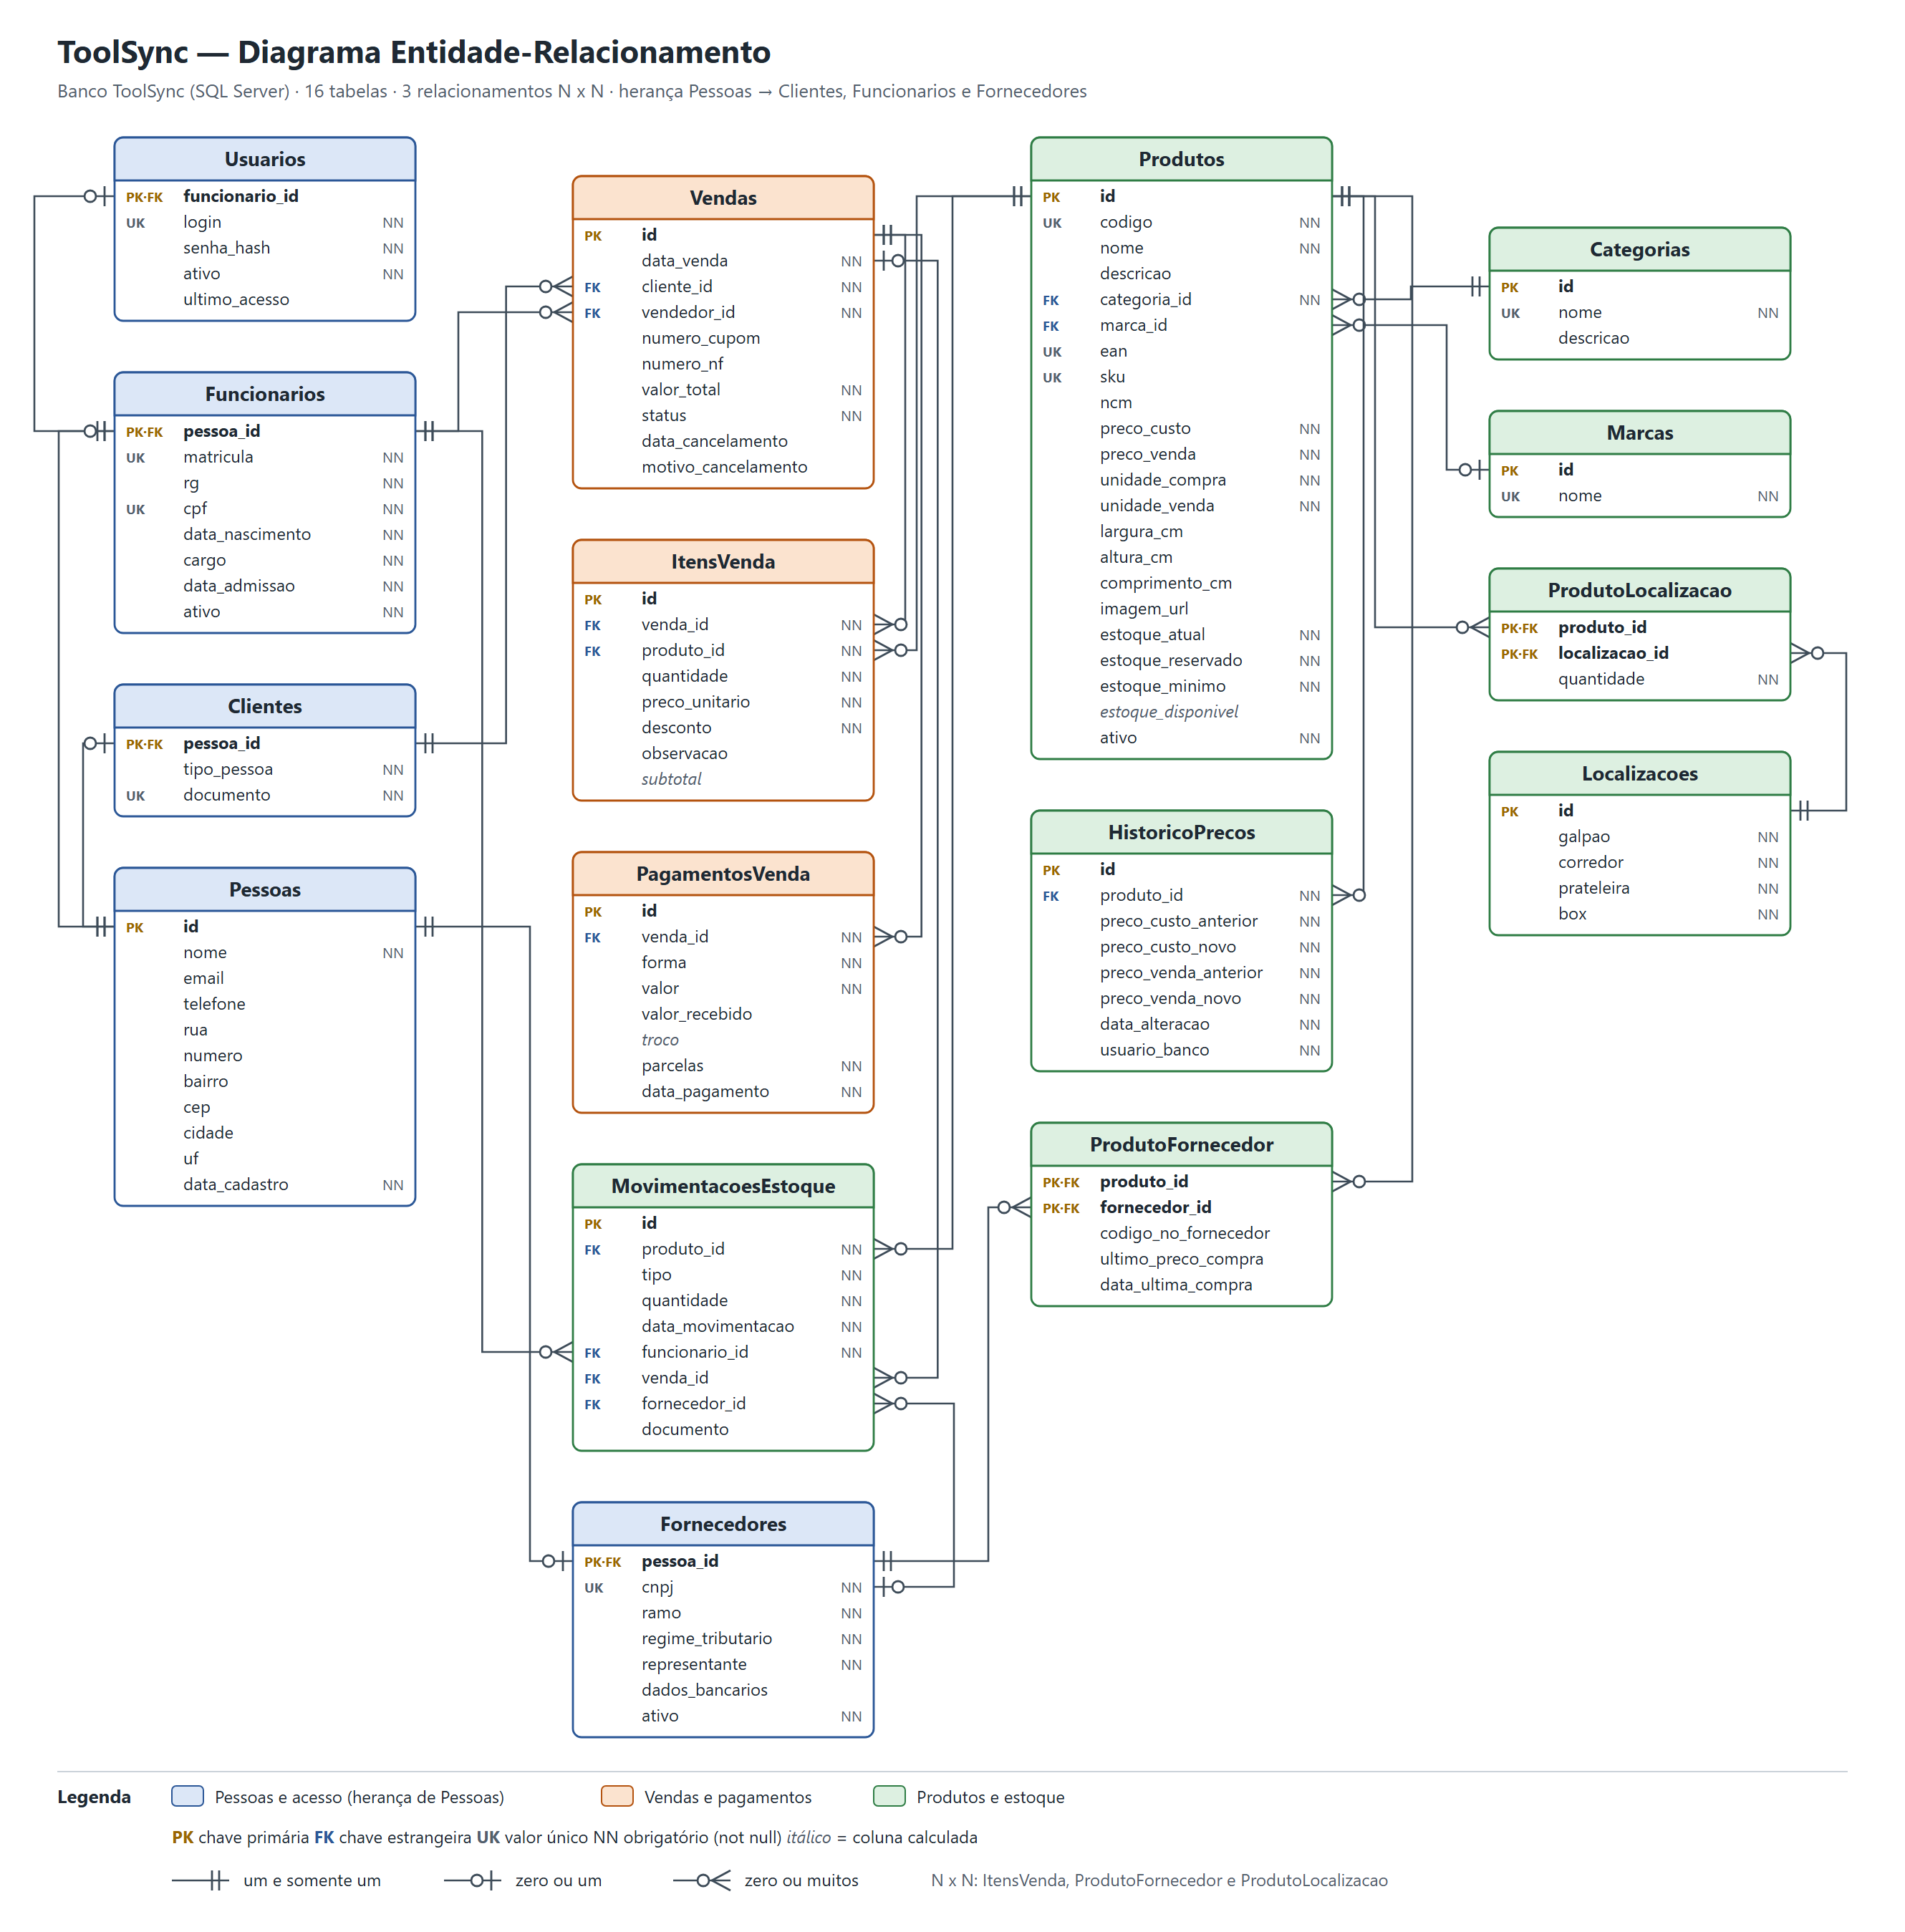 ToolSync — Diagrama Entidade-Relacionamento
Banco ToolSync (SQL Server) · 16 tabelas · 3 relacionamentos N x N · herança Pessoas → Clientes, Funcionarios e Fornecedores
Usuarios
PK·FK funcionario_id
UK login NN
senha_hash NN
ativo NN
ultimo_acesso
Funcionarios
PK·FK pessoa_id
UK matricula NN
rg NN
UK cpf NN
data_nascimento NN
cargo NN
data_admissao NN
ativo NN
Clientes
PK·FK pessoa_id
tipo_pessoa NN
UK documento NN
Pessoas
PK id
nome NN
email
telefone
rua
numero
bairro
cep
cidade
uf
data_cadastro NN
Vendas
PK id
data_venda NN
FK cliente_id NN
FK vendedor_id NN
numero_cupom
numero_nf
valor_total NN
status NN
data_cancelamento
motivo_cancelamento
ItensVenda
PK id
FK venda_id NN
FK produto_id NN
quantidade NN
preco_unitario NN
desconto NN
observacao
subtotal
PagamentosVenda
PK id
FK venda_id NN
forma NN
valor NN
valor_recebido
troco
parcelas NN
data_pagamento NN
MovimentacoesEstoque
PK id
FK produto_id NN
tipo NN
quantidade NN
data_movimentacao NN
FK funcionario_id NN
FK venda_id
FK fornecedor_id
documento
Fornecedores
PK·FK pessoa_id
UK cnpj NN
ramo NN
regime_tributario NN
representante NN
dados_bancarios
ativo NN
Produtos
PK id
UK codigo NN
nome NN
descricao
FK categoria_id NN
FK marca_id
UK ean
UK sku
ncm
preco_custo NN
preco_venda NN
unidade_compra NN
unidade_venda NN
largura_cm
altura_cm
comprimento_cm
imagem_url
estoque_atual NN
estoque_reservado NN
estoque_minimo NN
estoque_disponivel
ativo NN
HistoricoPrecos
PK id
FK produto_id NN
preco_custo_anterior NN
preco_custo_novo NN
preco_venda_anterior NN
preco_venda_novo NN
data_alteracao NN
usuario_banco NN
ProdutoFornecedor
PK·FK produto_id
PK·FK fornecedor_id
codigo_no_fornecedor
ultimo_preco_compra
data_ultima_compra
Categorias
PK id
UK nome NN
descricao
Marcas
PK id
UK nome NN
ProdutoLocalizacao
PK·FK produto_id
PK·FK localizacao_id
quantidade NN
Localizacoes
PK id
galpao NN
corredor NN
prateleira NN
box NN
Legenda Pessoas e acesso (herança de Pessoas) Vendas e pagamentos Produtos e estoque
PK chave primária FK chave estrangeira UK valor único NN obrigatório (not null) itálico = coluna calculada
um e somente um zero ou um zero ou muitos N x N: ItensVenda, ProdutoFornecedor e ProdutoLocalizacao